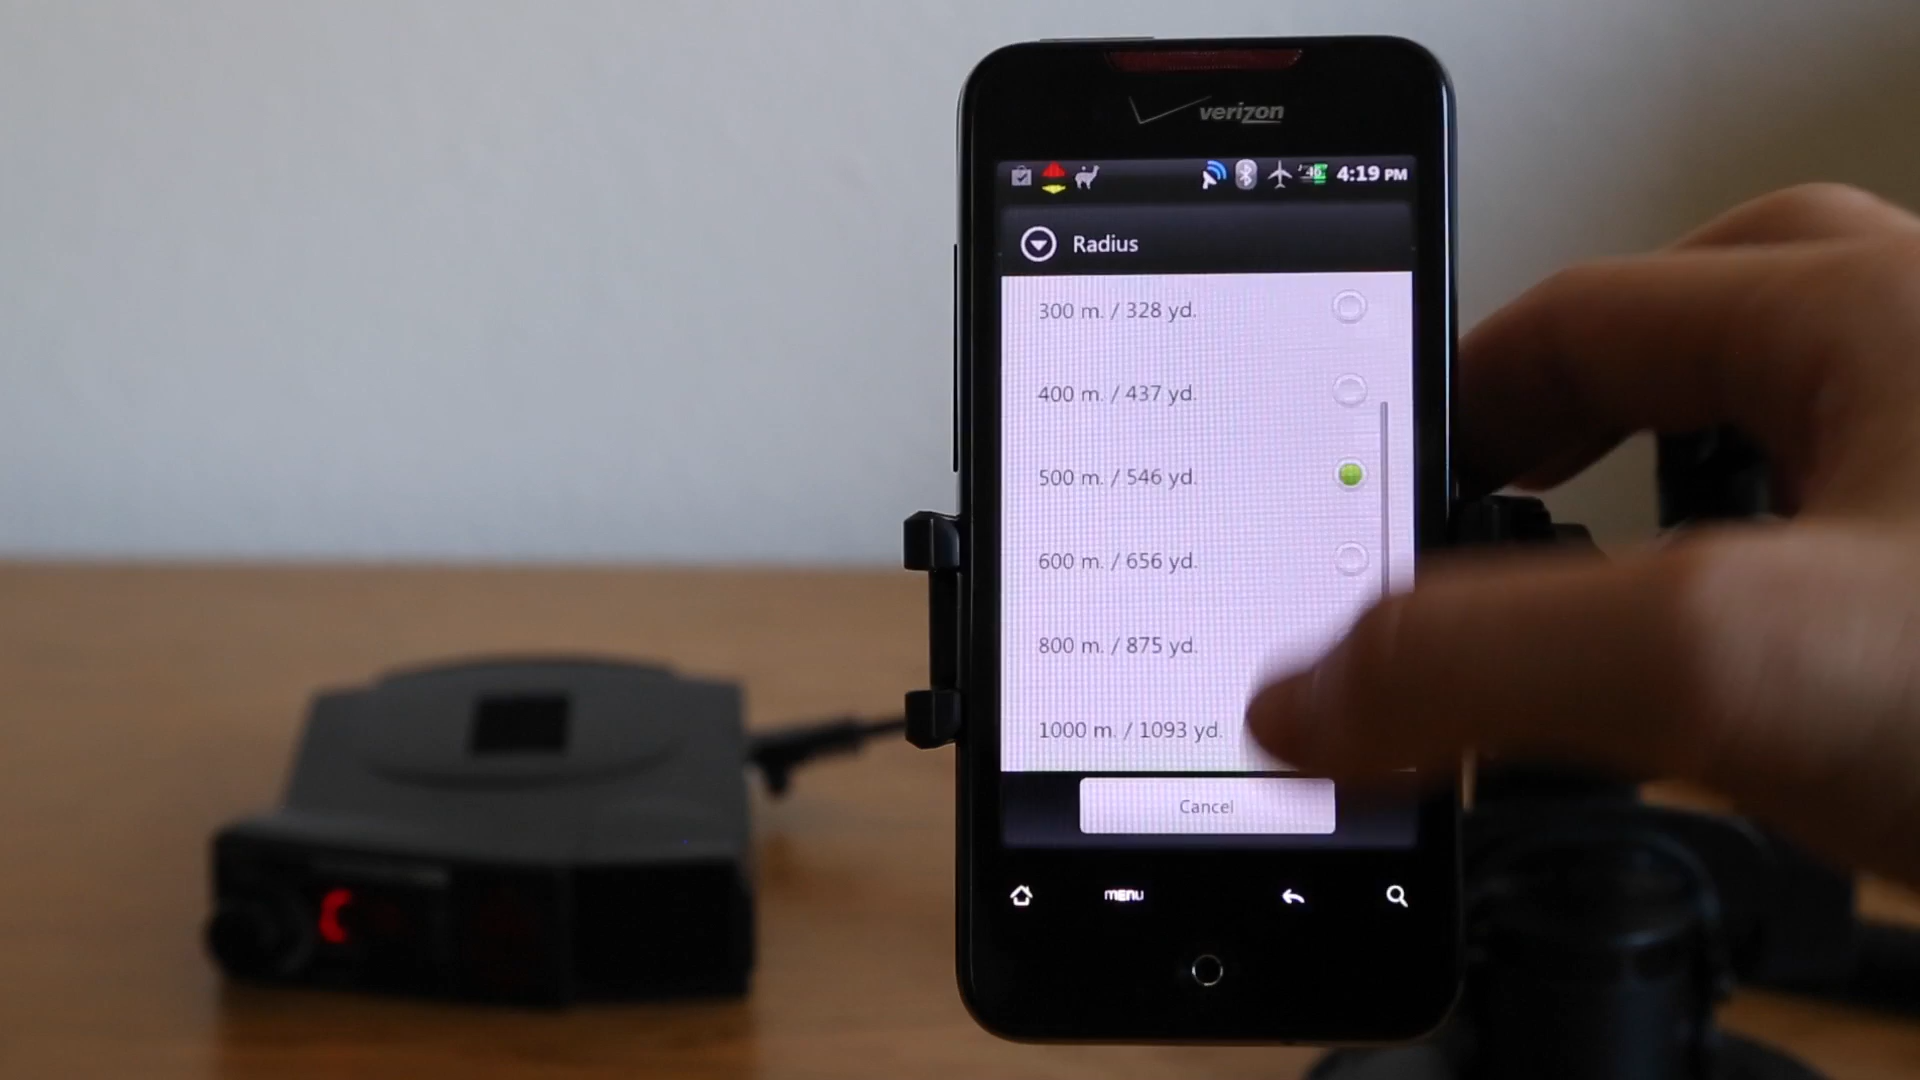 verizon
4G 4:19 PM
Radius
300 m. / 328 yd.
400 m. / 437 yd.
500 m. / 546 yd.
600 m. / 656 yd.
800 m. / 875 yd.
1000 m. / 1093 yd.
Cancel
MENU